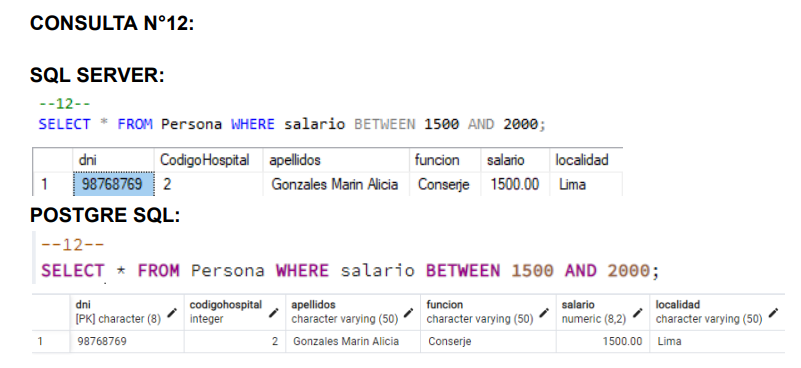 CONSULTA N°12:
SQL SERVER:
--12--
SELECT * FROM Persona WHERE salario BETWEEN 1500 AND 2000;
dni CodigoHospital apellidos funcion salario localidad
1 98768769 2 Gonzales Marin Alicia Conserje 1500.00 Lima
POSTGRE SQL:
--12--
SELECT * FROM Persona WHERE salario BETWEEN 1500 AND 2000;
dni codigohospital apellidos funcion salario localidad
[PK] character (8) integer character varying (50) character varying (50) numeric (8,2) character varying (50)
1 98768769 2 Gonzales Marin Alicia Conserje 1500.00 Lima